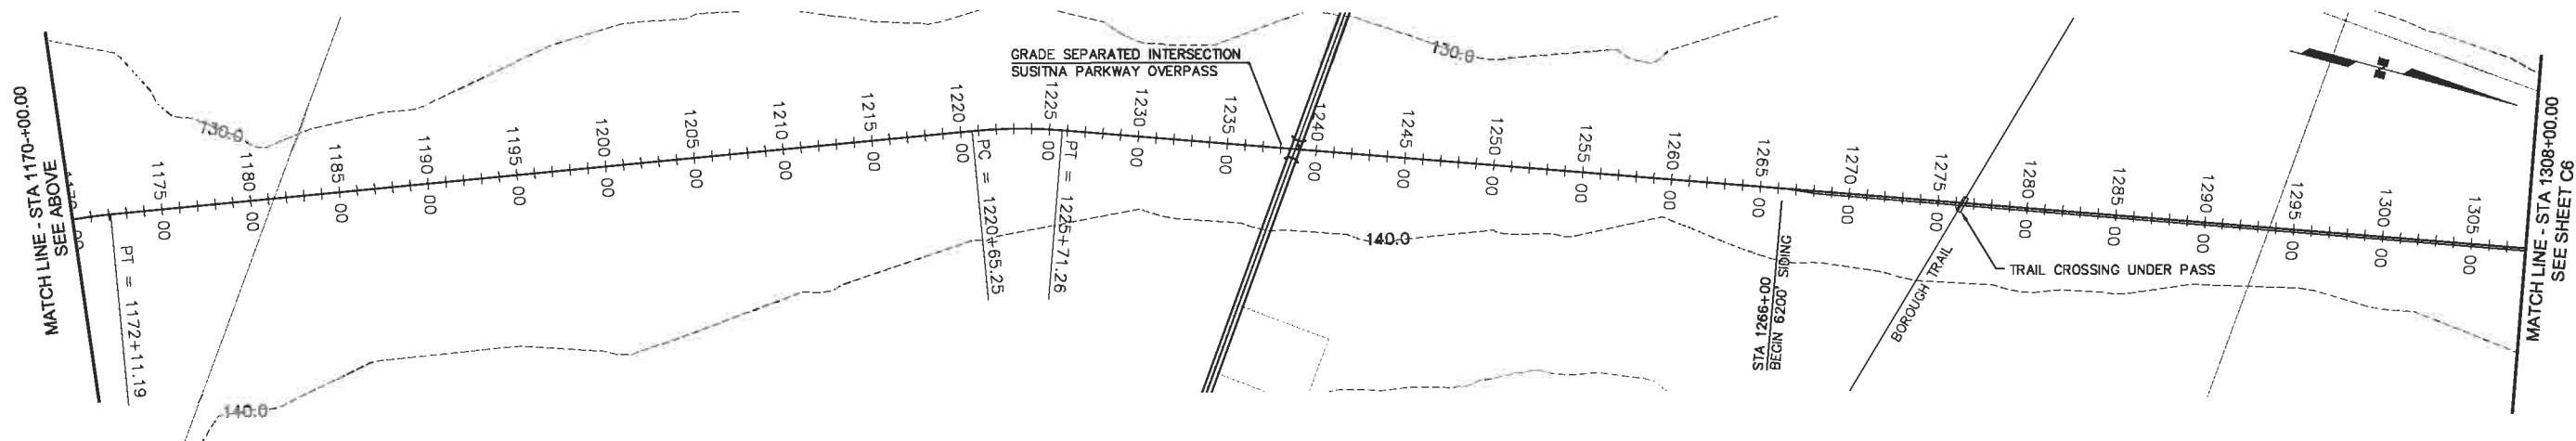 MATCH LINE - STA 1170+00.00
SEE ABOVE
130.0
GRADE SEPARATED INTERSECTION
SUSITNA PARKWAY OVERPASS
130.0
1170 00
1175 00
1180 00
1185 00
1190 00
1195 00
1200 00
1205 00
1210 00
1215 00
1220 00
1225 00
1230 00
1235 00
1240 00
1245 00
1250 00
1255 00
1260 00
1265 00
1270 00
1275 00
1280 00
1285 00
1290 00
1295 00
1300 00
1305 00
PT = 1172+11.19
PC = 1220+65.25
PT = 1225+71.26
140.0
140.0
STA 1266+00
BEGIN 6200' SIDING
BOROUGH TRAIL
TRAIL CROSSING UNDER PASS
MATCH LINE - STA 1308+00.00
SEE SHEET C6